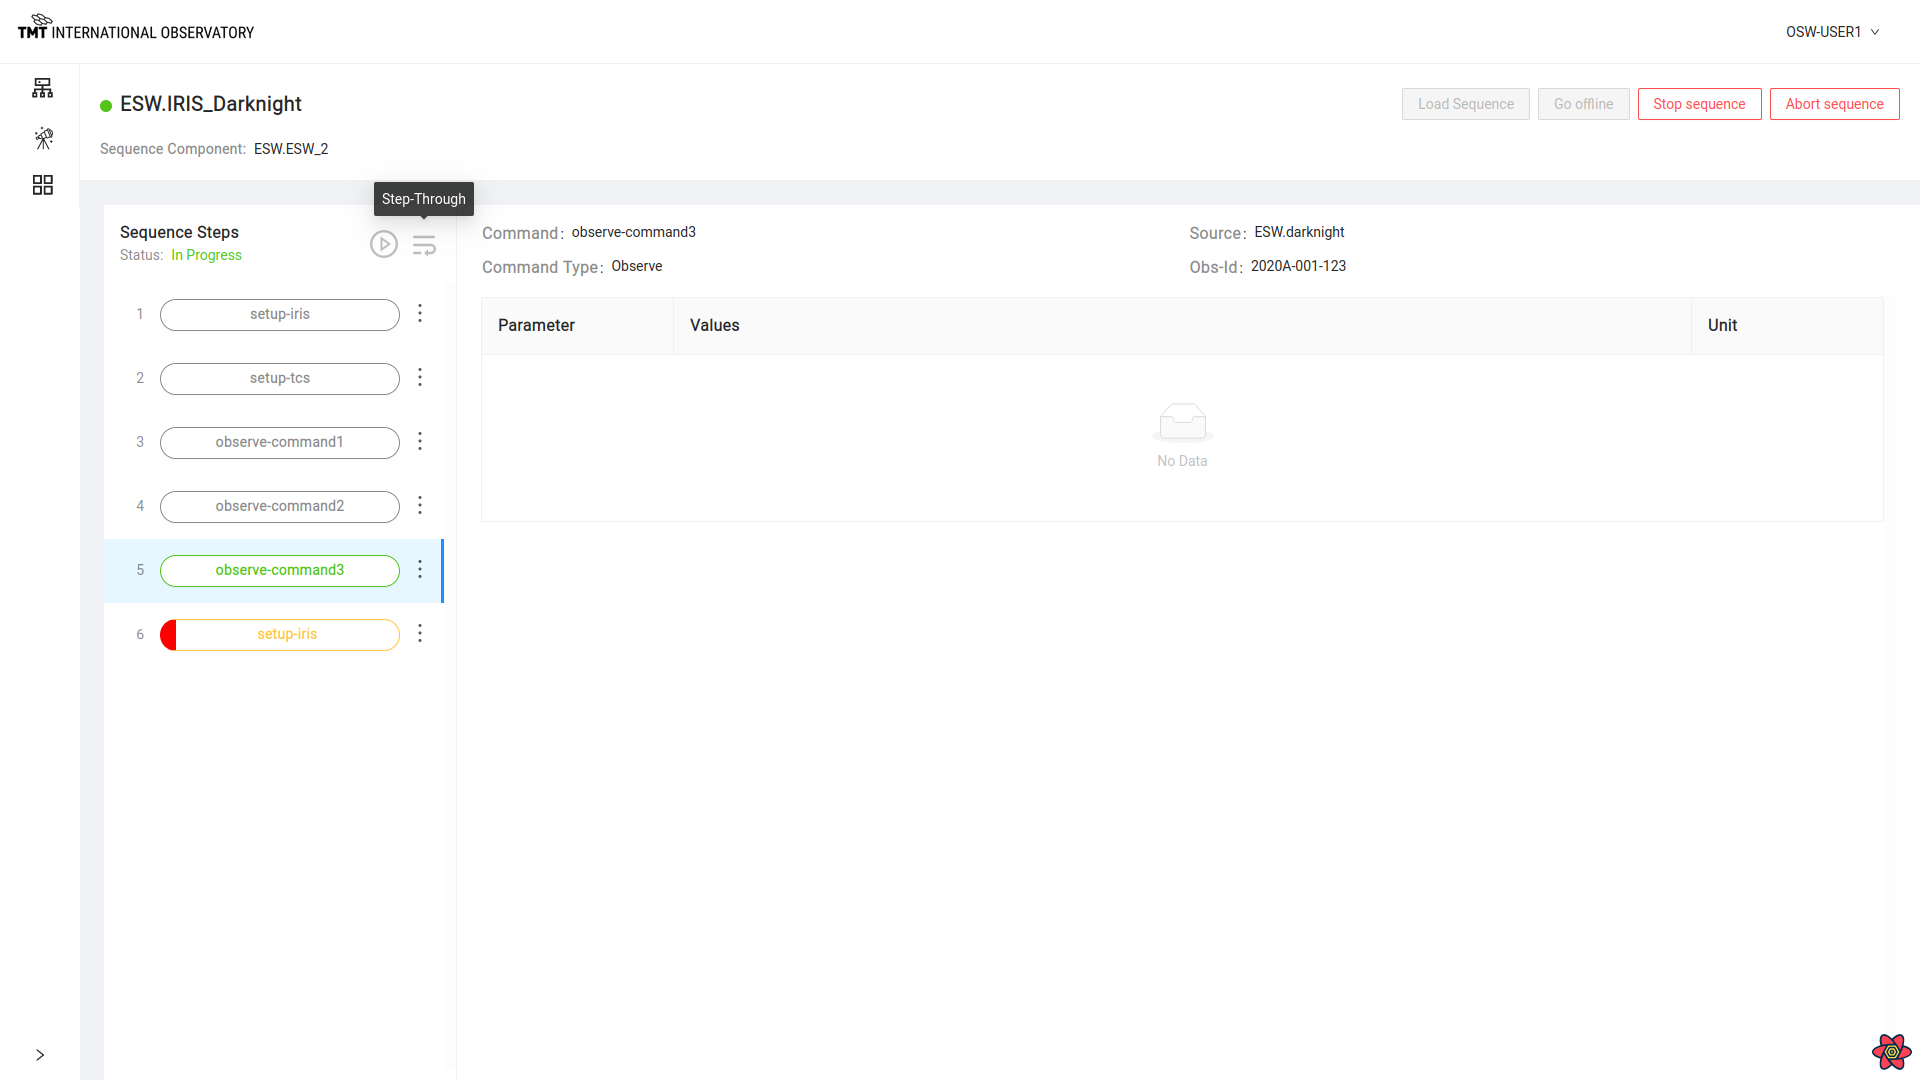 TMT INTERNATIONAL OBSERVATORY
OSW-USER1
ESW.IRIS_Darknight
Load Sequence
Go offline
Stop sequence
Abort sequence
Sequence Component: ESW.ESW_2
Step-Through
Sequence Steps
Status: In Progress
1 setup-iris
2 setup-tcs
3 observe-command1
4 observe-command2
5 observe-command3
6 setup-iris
Command: observe-command3
Source: ESW.darknight
Command Type: Observe
Obs-Id: 2020A-001-123
Parameter Values Unit
No Data